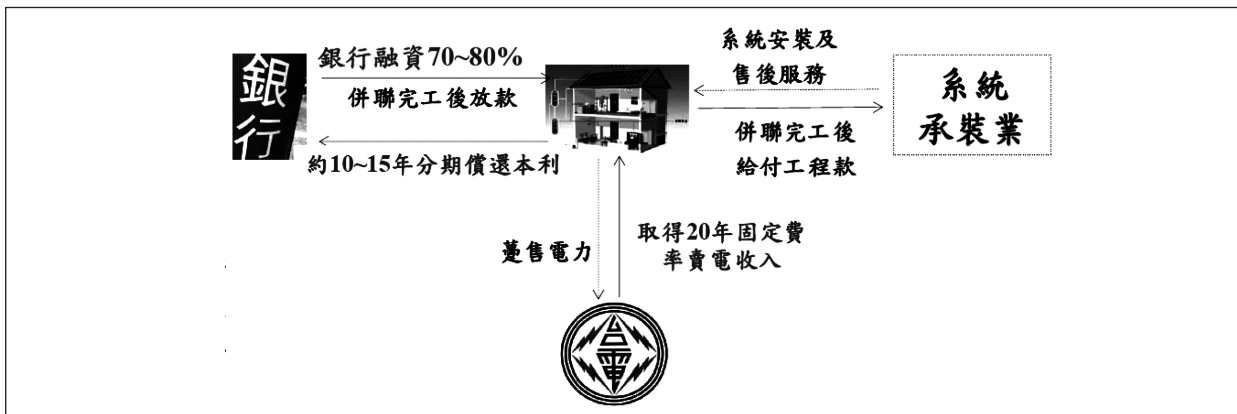 銀行
銀行融資70~80%
併聯完工後放款
約10~15年分期償還本利
系統安裝及
售後服務
併聯完工後
給付工程款
系統
承裝業
躉售電力
取得20年固定費
率賣電收入
台電